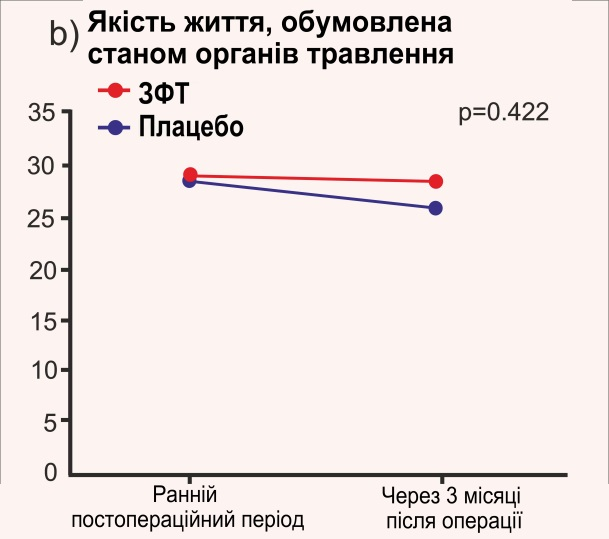 b) Якість життя, обумовлена
станом органів травлення
ЗФТ
Плацебо
p=0.422
35
30
25
20
15
10
5
0
Ранній
постопераційний період
Через 3 місяці
після операції